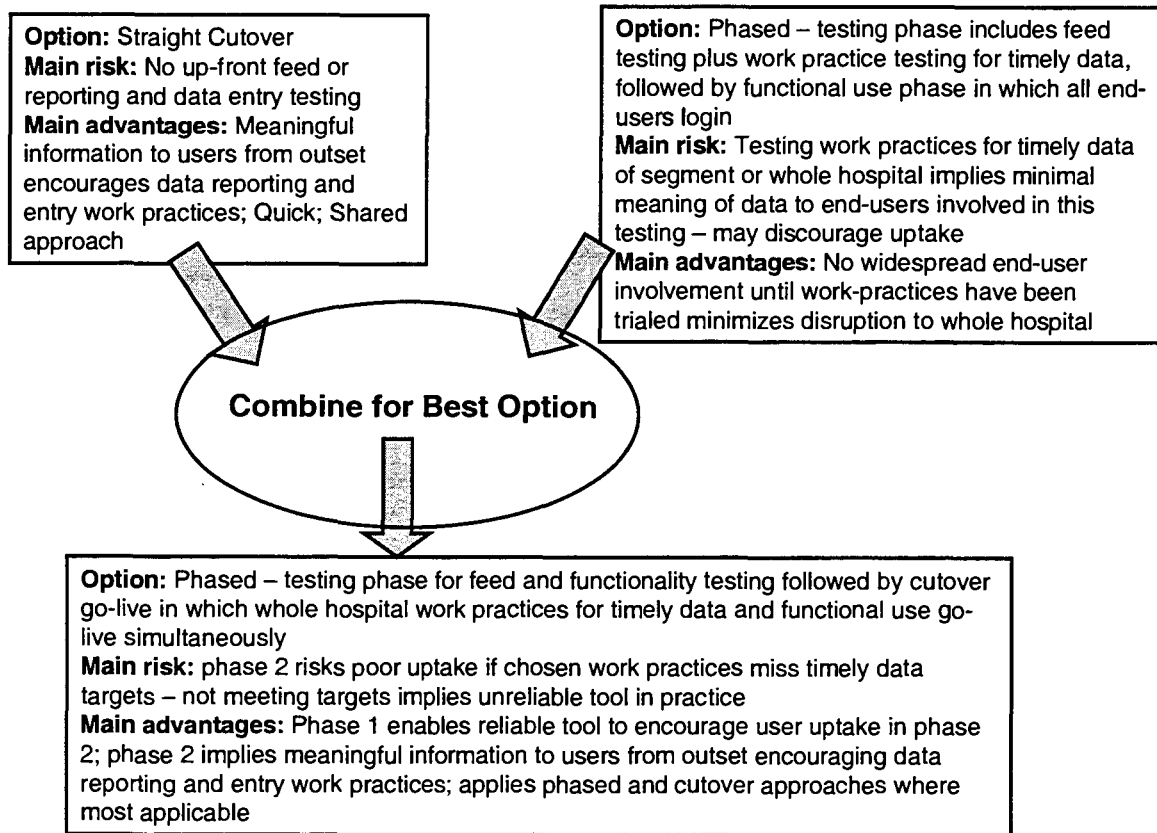 Option: Straight Cutover
Main risk: No up-front feed or
reporting and data entry testing
Main advantages: Meaningful
information to users from outset
encourages data reporting and
entry work practices; Quick; Shared
approach
Option: Phased – testing phase includes feed
testing plus work practice testing for timely data,
followed by functional use phase in which all end-
users login
Main risk: Testing work practices for timely data
of segment or whole hospital implies minimal
meaning of data to end-users involved in this
testing – may discourage uptake
Main advantages: No widespread end-user
involvement until work-practices have been
trialed minimizes disruption to whole hospital
Combine for Best Option
Option: Phased – testing phase for feed and functionality testing followed by cutover
go-live in which whole hospital work practices for timely data and functional use go-
live simultaneously
Main risk: phase 2 risks poor uptake if chosen work practices miss timely data
targets – not meeting targets implies unreliable tool in practice
Main advantages: Phase 1 enables reliable tool to encourage user uptake in phase
2; phase 2 implies meaningful information to users from outset encouraging data
reporting and entry work practices; applies phased and cutover approaches where
most applicable